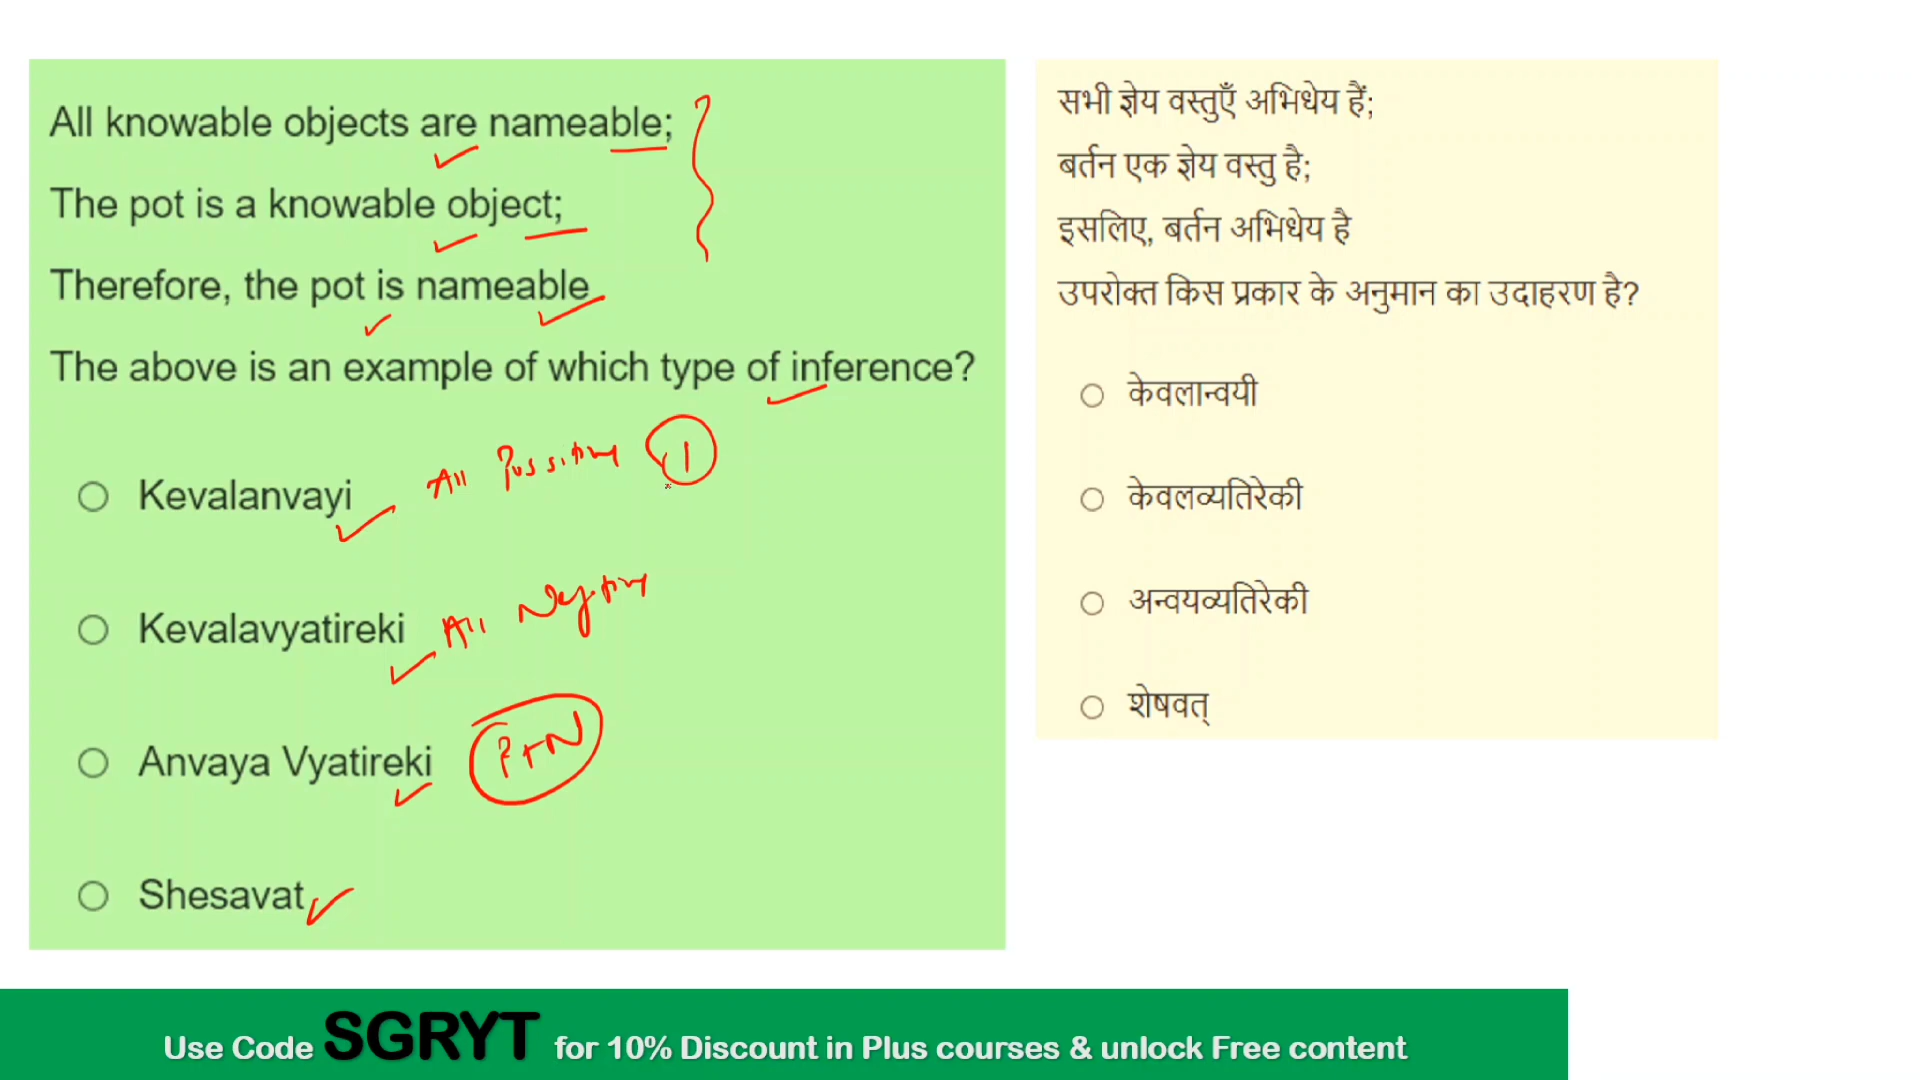 All knowable objects are nameable;
The pot is a knowable object;
Therefore, the pot is nameable
The above is an example of which type of inference?
Kevalanvayi All Possitive 1
Kevalavyatireki All Negative
Anvaya Vyatireki P+N
Shesavat
सभी ज्ञेय वस्तुएँ अभिधेय हैं;
बर्तन एक ज्ञेय वस्तु है;
इसलिए, बर्तन अभिधेय है
उपरोक्त किस प्रकार के अनुमान का उदाहरण है?
केवलान्वयी
केवलव्यतिरेकी
अन्वयव्यतिरेकी
शेषवत्
Use Code SGRYT for 10% Discount in Plus courses & unlock Free content